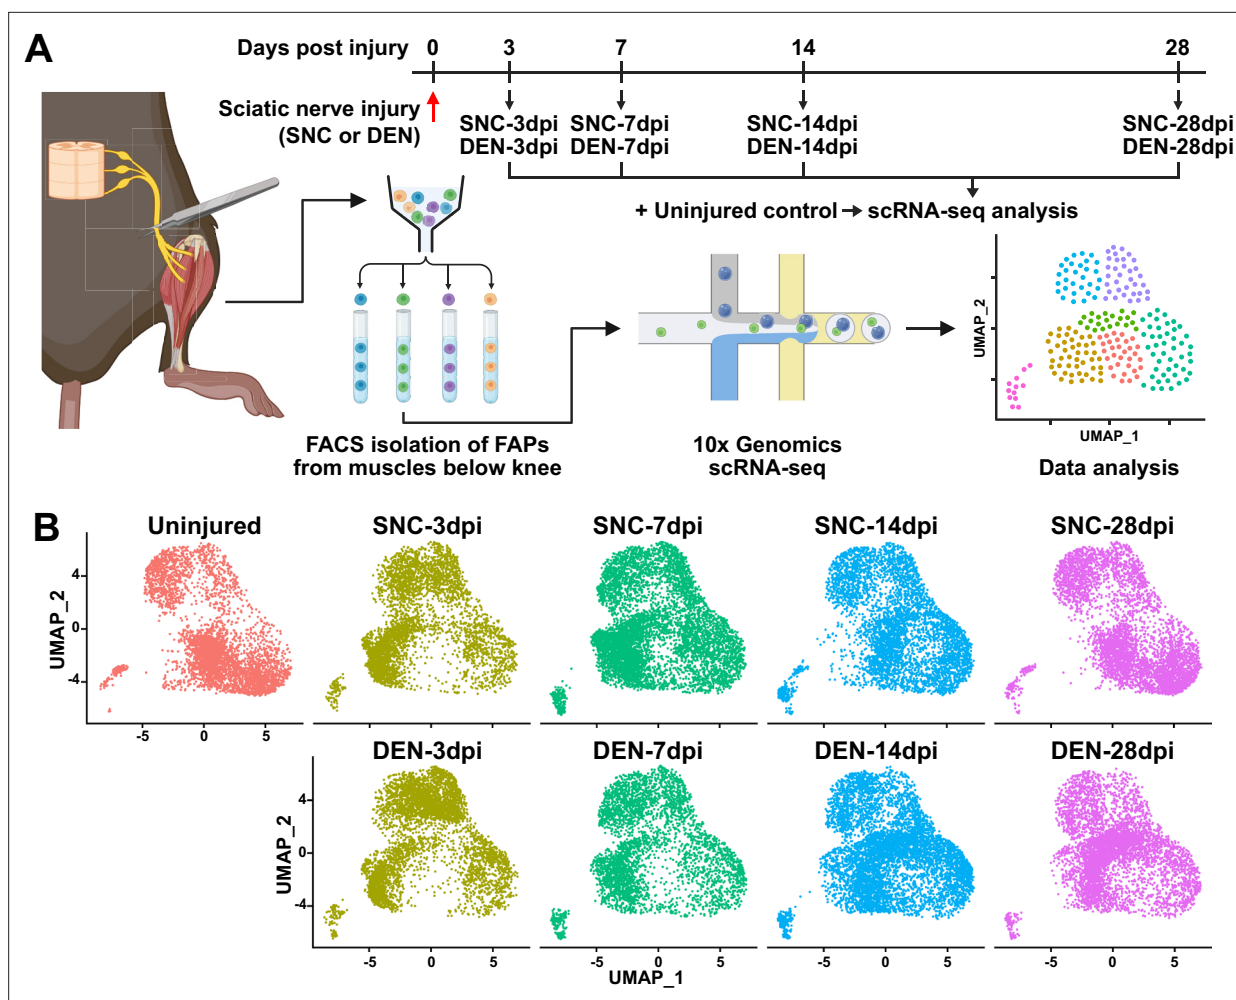 A
Days post injury 0 3 7 14 28
Sciatic nerve injury
(SNC or DEN)
SNC-3dpi SNC-7dpi SNC-14dpi SNC-28dpi
DEN-3dpi DEN-7dpi DEN-14dpi DEN-28dpi
+ Uninjured control → scRNA-seq analysis
UMAP_2
UMAP_1
FACS isolation of FAPs
from muscles below knee
10x Genomics
scRNA-seq
Data analysis
B
Uninjured SNC-3dpi SNC-7dpi SNC-14dpi SNC-28dpi
UMAP_2
4
0
-4
-5 0 5
DEN-3dpi DEN-7dpi DEN-14dpi DEN-28dpi
UMAP_2
4
0
-4
-5 0 5 -5 0 5 -5 0 5 -5 0 5
UMAP_1